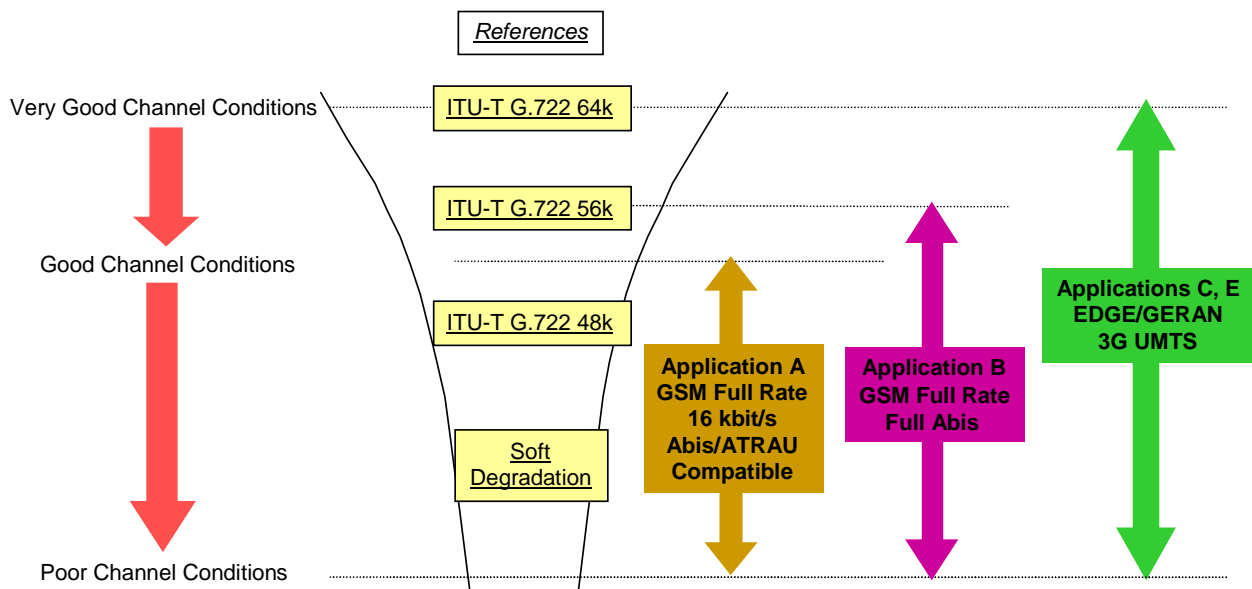 References
Very Good Channel Conditions
ITU-T G.722 64k
ITU-T G.722 56k
Good Channel Conditions
ITU-T G.722 48k
Soft
Degradation
Poor Channel Conditions
Application A
GSM Full Rate
16 kbit/s
Abis/ATRAU
Compatible
Application B
GSM Full Rate
Full Abis
Applications C, E
EDGE/GERAN
3G UMTS